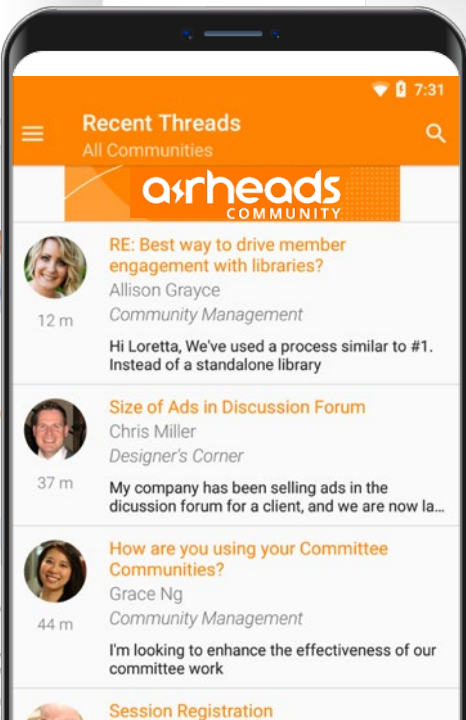 7:31
Recent Threads
All Communities
airheads
COMMUNITY
RE: Best way to drive member
engagement with libraries?
Allison Grayce
12 m
Community Management
Hi Loretta, We've used a process similar to #1.
Instead of a standalone library
Size of Ads in Discussion Forum
Chris Miller
Designer's Corner
37 m
My company has been selling ads in the
dicussion forum for a client, and we are now la...
How are you using your Committee
Communities?
Grace Ng
44 m
Community Management
I'm looking to enhance the effectiveness of our
committee work
Session Registration